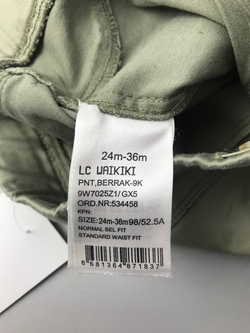 24m-36m
LC WAIKIKI
PNT,BERRAK-9K
9W7025Z1/GX5
ORD.NR:534458
KPN:
SIZE:24m-36m98/52.5A
NORMAL BEL FIT
STANDARD WAIST FIT
8681364871837